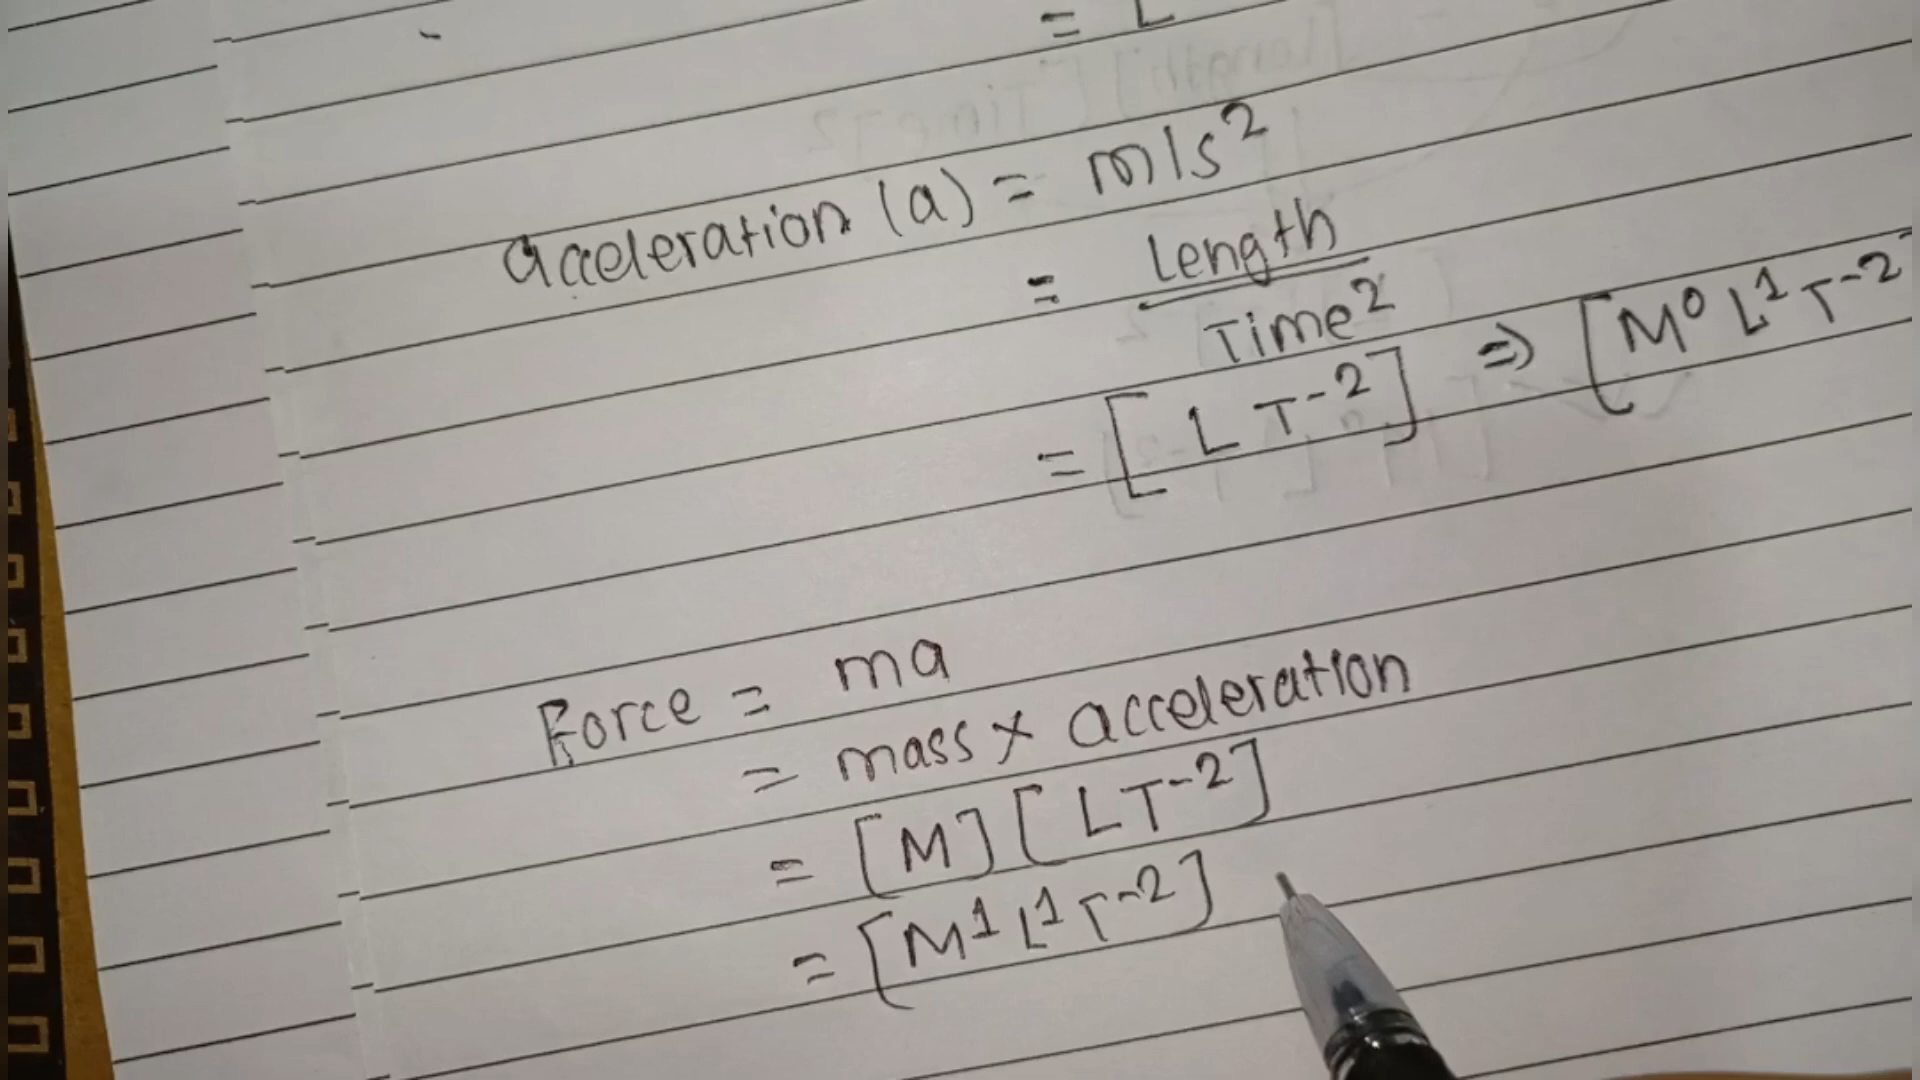 = L
acceleration (a) = m/s²
= Length
Time²
= [L T⁻²] ⇒ [M⁰ L¹ T⁻²
Force = ma
= mass x acceleration
= [M] [LT⁻²]
= [M¹ L¹ T⁻²]